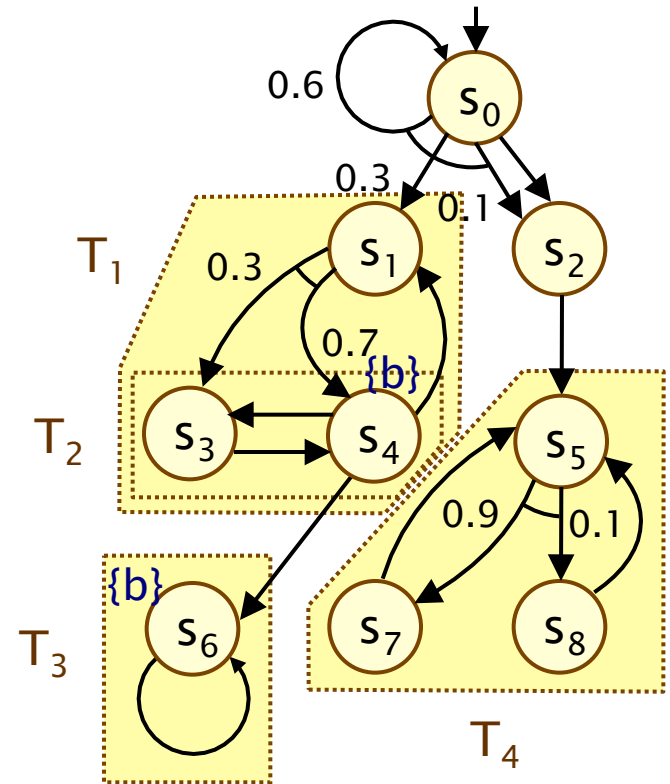 s₀
0.6
0.3
0.1
T₁
s₁
s₂
0.3
0.7
{b}
T₂
s₃
s₄
s₅
0.9
0.1
{b}
T₃
s₆
s₇
s₈
T₄